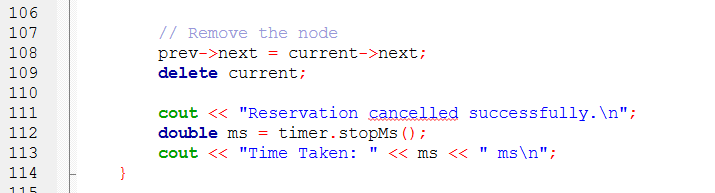 106
107 // Remove the node
108 prev->next = current->next;
109 delete current;
110
111 cout << "Reservation cancelled successfully.\n";
112 double ms = timer.stopMs();
113 cout << "Time Taken: " << ms << " ms\n";
114 }
115